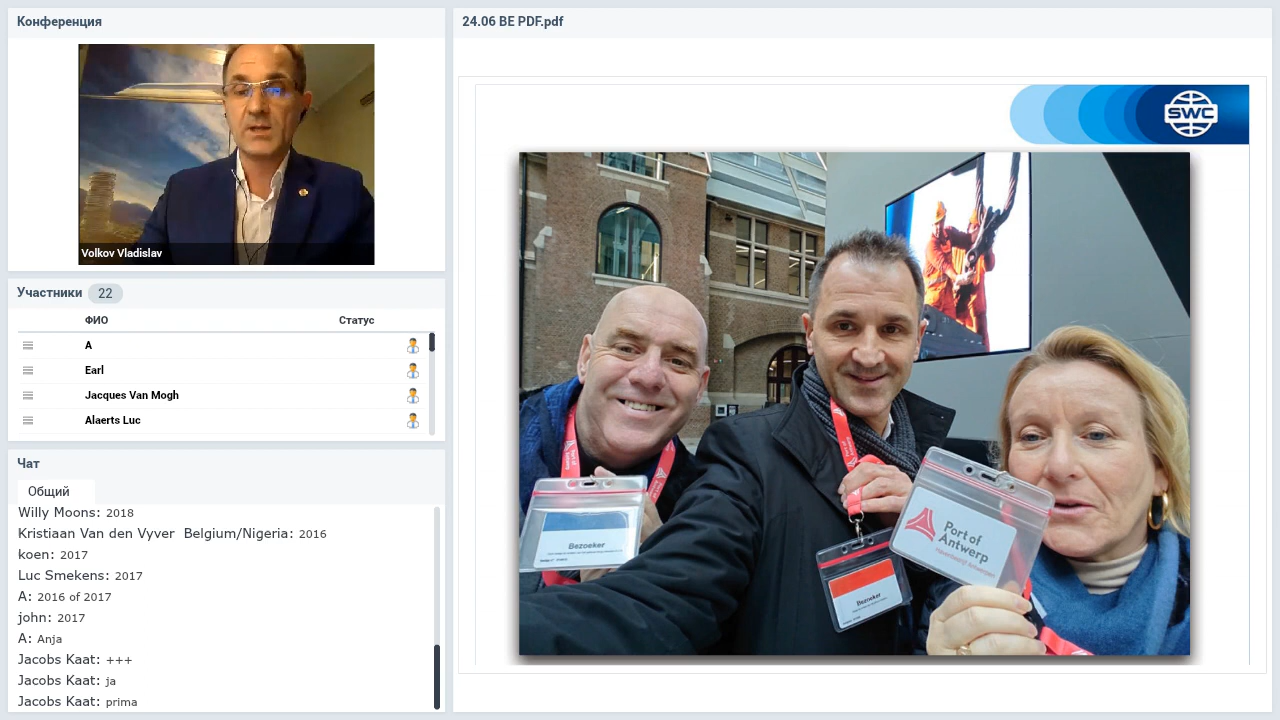 Конференция
Volkov Vladislav
Участники 22
ФИО Статус
A
Earl
Jacques Van Mogh
Alaerts Luc
Чат
Общий
Willy Moons: 2018
Kristiaan Van den Vyver Belgium/Nigeria: 2016
koen: 2017
Luc Smekens: 2017
A: 2016 of 2017
john: 2017
A: Anja
Jacobs Kaat: +++
Jacobs Kaat: ja
Jacobs Kaat: prima
24.06 BE PDF.pdf
SWC
Bezoeker
Bezoeker
Port of
Antwerp